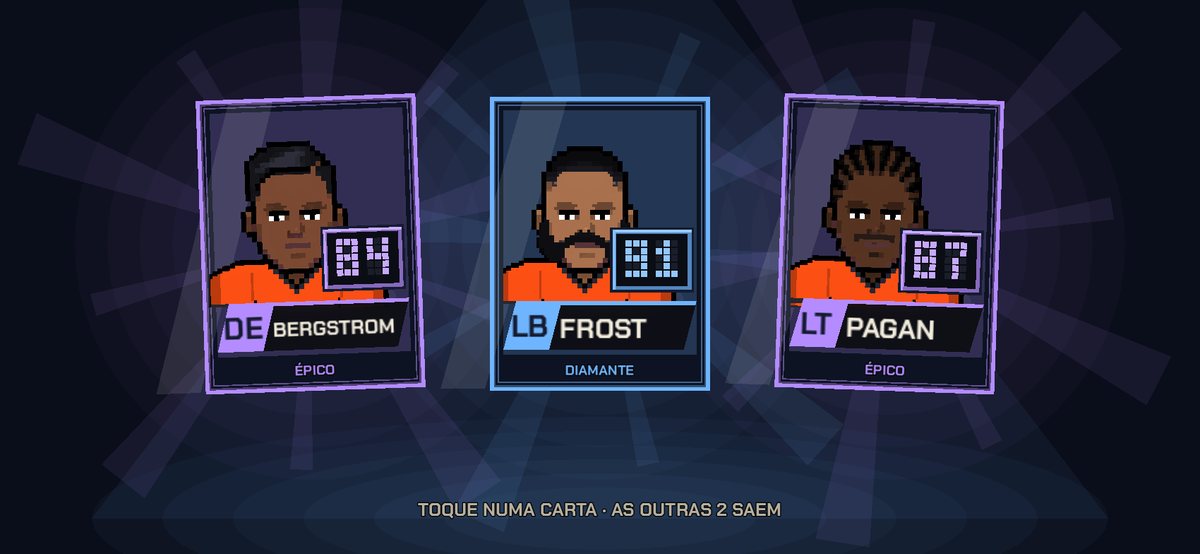 84
DE BERGSTROM
ÉPICO
91
LB FROST
DIAMANTE
87
LT PAGAN
ÉPICO
TOQUE NUMA CARTA · AS OUTRAS 2 SAEM